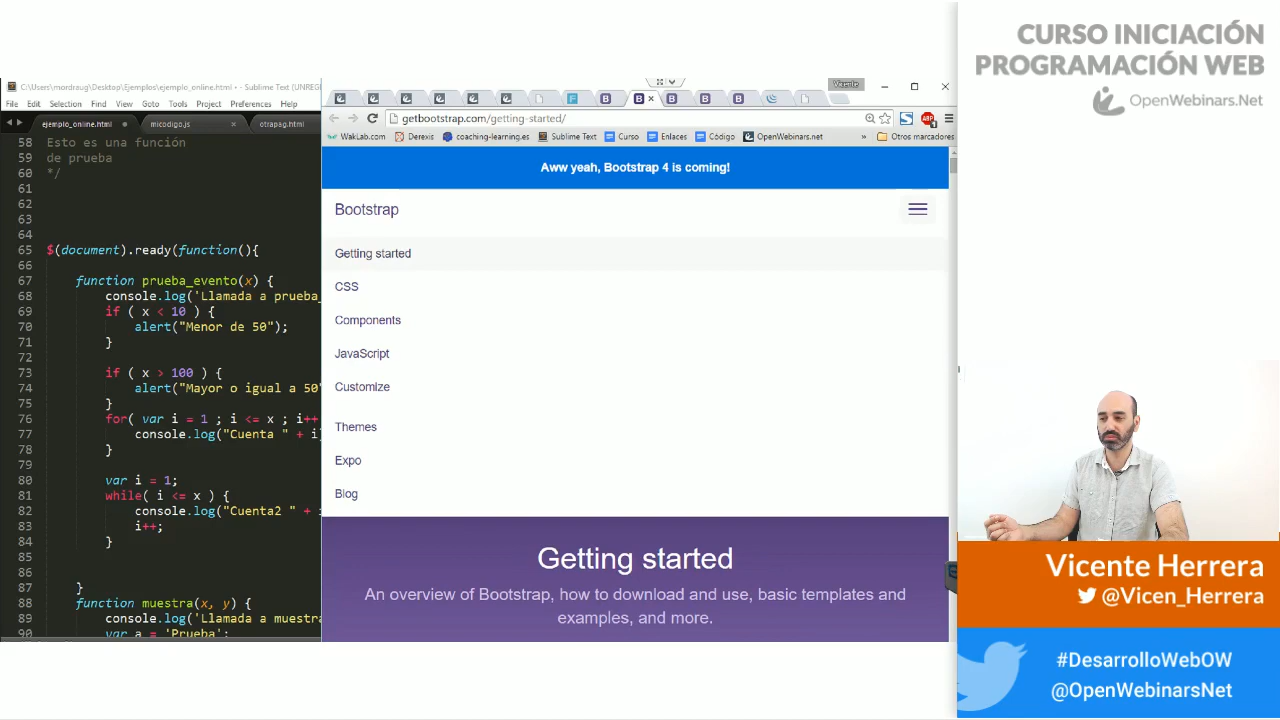 CURSO INICIACIÓN
PROGRAMACIÓN WEB
OpenWebinars.Net
C:\Users\mordraug\Desktop\Ejemplos\ejemplo_online.html • - Sublime Text (UNREG
File Edit Selection Find View Goto Tools Project Preferences Help
ejemplo_online.html micodigo.js otrapag.html
58 Esto es una función
59 de prueba
60 */
61
62
63
64
65 $(document).ready(function(){
66
67 function prueba_evento(x) {
68 console.log('Llamada a prueba_
69 if ( x < 10 ) {
70 alert("Menor de 50");
71 }
72
73 if ( x > 100 ) {
74 alert("Mayor o igual a 50"
75 }
76 for( var i = 1 ; i <= x ; i++
77 console.log("Cuenta " + i)
78 }
79
80 var i = 1;
81 while( i <= x ) {
82 console.log("Cuenta2 " + i
83 i++;
84 }
85
86
87 }
88 function muestra(x, y) {
89 console.log('Llamada a muestra
90 var a = 'Prueba';
Vicente
getbootstrap.com/getting-started/
WakLab.com Derexis coaching-learning.es Sublime Text Curso Enlaces Código OpenWebinars.net » Otros marcadores
Aww yeah, Bootstrap 4 is coming!
Bootstrap
Getting started
CSS
Components
JavaScript
Customize
Themes
Expo
Blog
Getting started
An overview of Bootstrap, how to download and use, basic templates and
examples, and more.
Vicente Herrera
@Vicen_Herrera
#DesarrolloWebOW
@OpenWebinarsNet